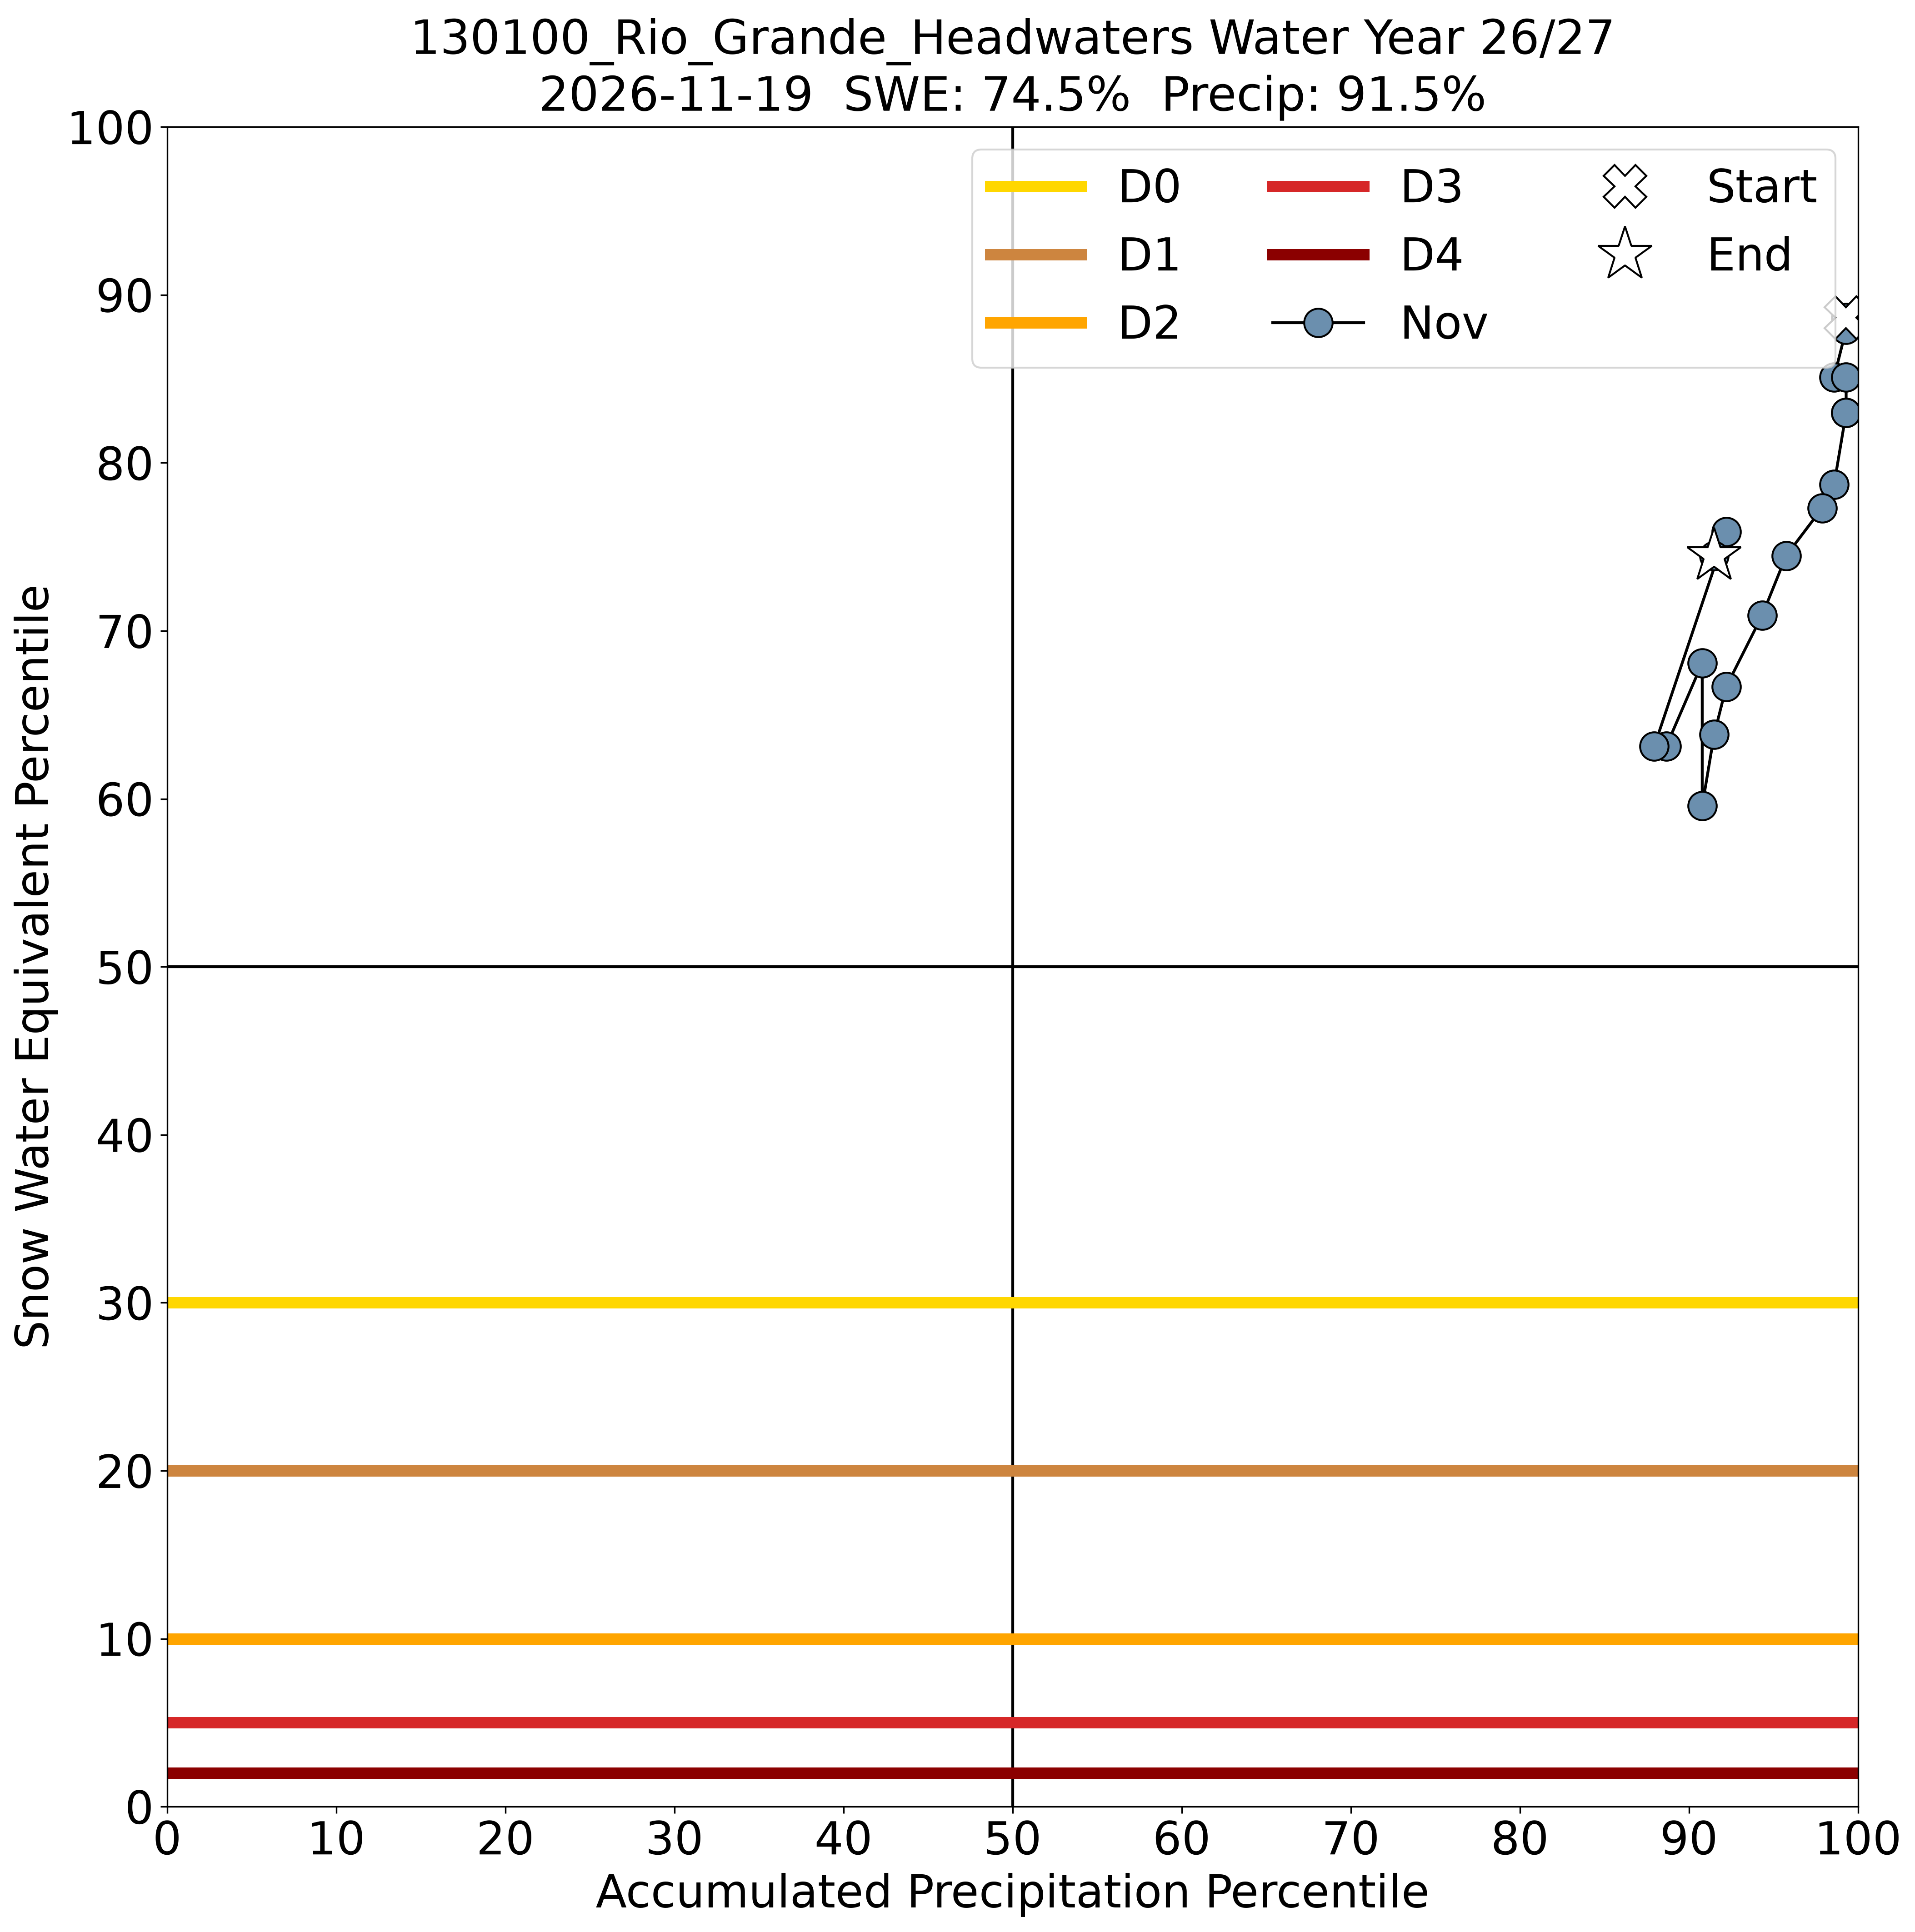 130100_Rio_Grande_Headwaters Water Year 26/27
2026-11-19 SWE: 74.5% Precip: 91.5%
D0
D1
D2
D3
D4
Nov
Start
End
Snow Water Equivalent Percentile
100
90
80
70
60
50
40
30
20
10
0
0 10 20 30 40 50 60 70 80 90 100
Accumulated Precipitation Percentile